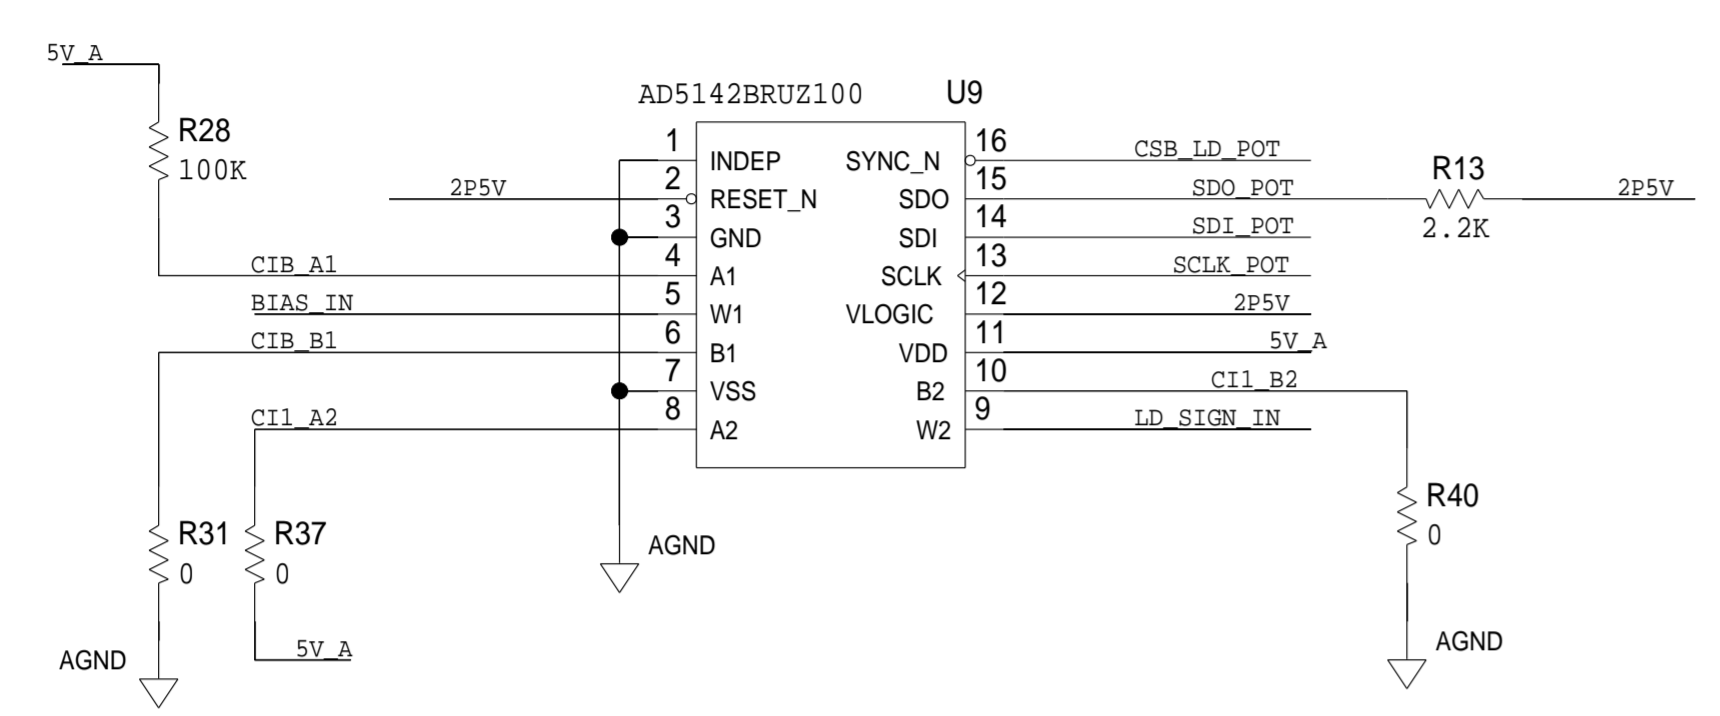 5V_A
AD5142BRUZ100 U9
R28
100K
1 INDEP SYNC_N 16 CSB_LD_POT
2P5V 2 RESET_N SDO 15 SDO_POT R13 2P5V
2.2K
3 GND SDI 14 SDI_POT
CIB_A1 4 A1 SCLK 13 SCLK_POT
BIAS_IN 5 W1 VLOGIC 12 2P5V
CIB_B1 6 B1 VDD 11 5V_A
7 VSS B2 10 CI1_B2
CI1_A2 8 A2 W2 9 LD_SIGN_IN
R40
0
R31 R37
0 0
AGND
AGND
5V_A
AGND